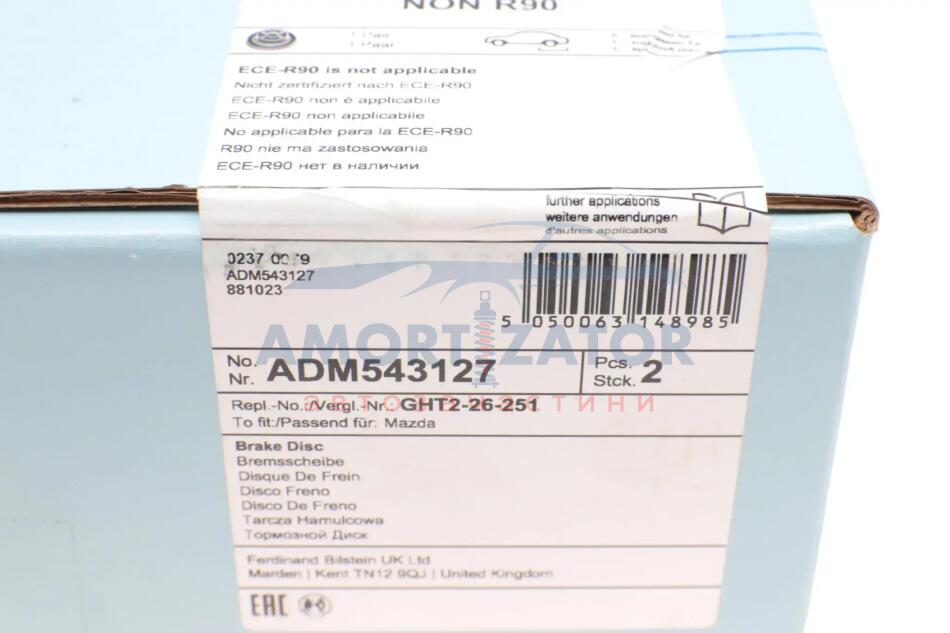 NON R90
1 Paar
ECE-R90 is not applicable
Nicht zertifiziert nach ECE-R90
ECE-R90 non è applicabile
ECE-R90 non applicabile
No applicable para la ECE-R90
R90 nie ma zastosowania
ECE-R90 нет в наличии
further applications
weitere anwendungen
d'autres applications
ADM543127
881023
5 050063 148985
AMORTIZATOR
No.
Nr. ADM543127
Pcs.
Stck. 2
Repl.-No.:/Vergl.-Nr.: GHT2-26-251
автозапчастини
To fit:/Passend für: Mazda
Brake Disc
Bremsscheibe
Disque De Frein
Disco Freno
Disco De Freno
Tarcza Hamulcowa
Тормозной Диск
Ferdinand Bilstein UK Ltd
Marden | Kent TN12 9QJ | United Kingdom
EAC